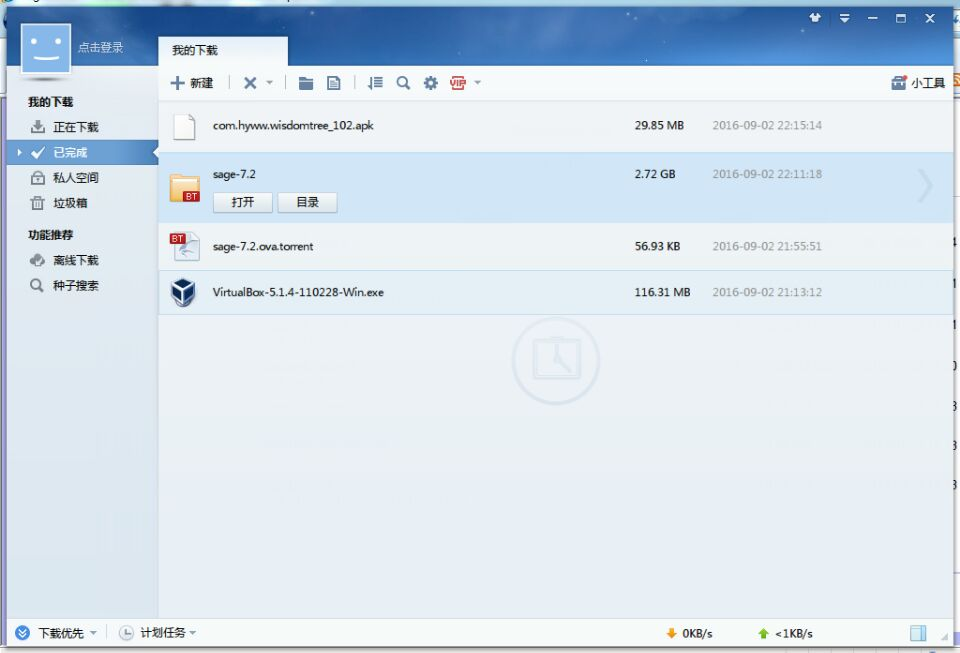 点击登录
我的下载
新建
VIP
小工具
我的下载
正在下载
已完成
私人空间
垃圾箱
功能推荐
离线下载
种子搜索
com.hyww.wisdomtree_102.apk 29.85 MB 2016-09-02 22:15:14
BT
sage-7.2 2.72 GB 2016-09-02 22:11:18
打开 目录
BT
sage-7.2.ova.torrent 56.93 KB 2016-09-02 21:55:51
VirtualBox-5.1.4-110228-Win.exe 116.31 MB 2016-09-02 21:13:12
下载优先 计划任务 0KB/s <1KB/s